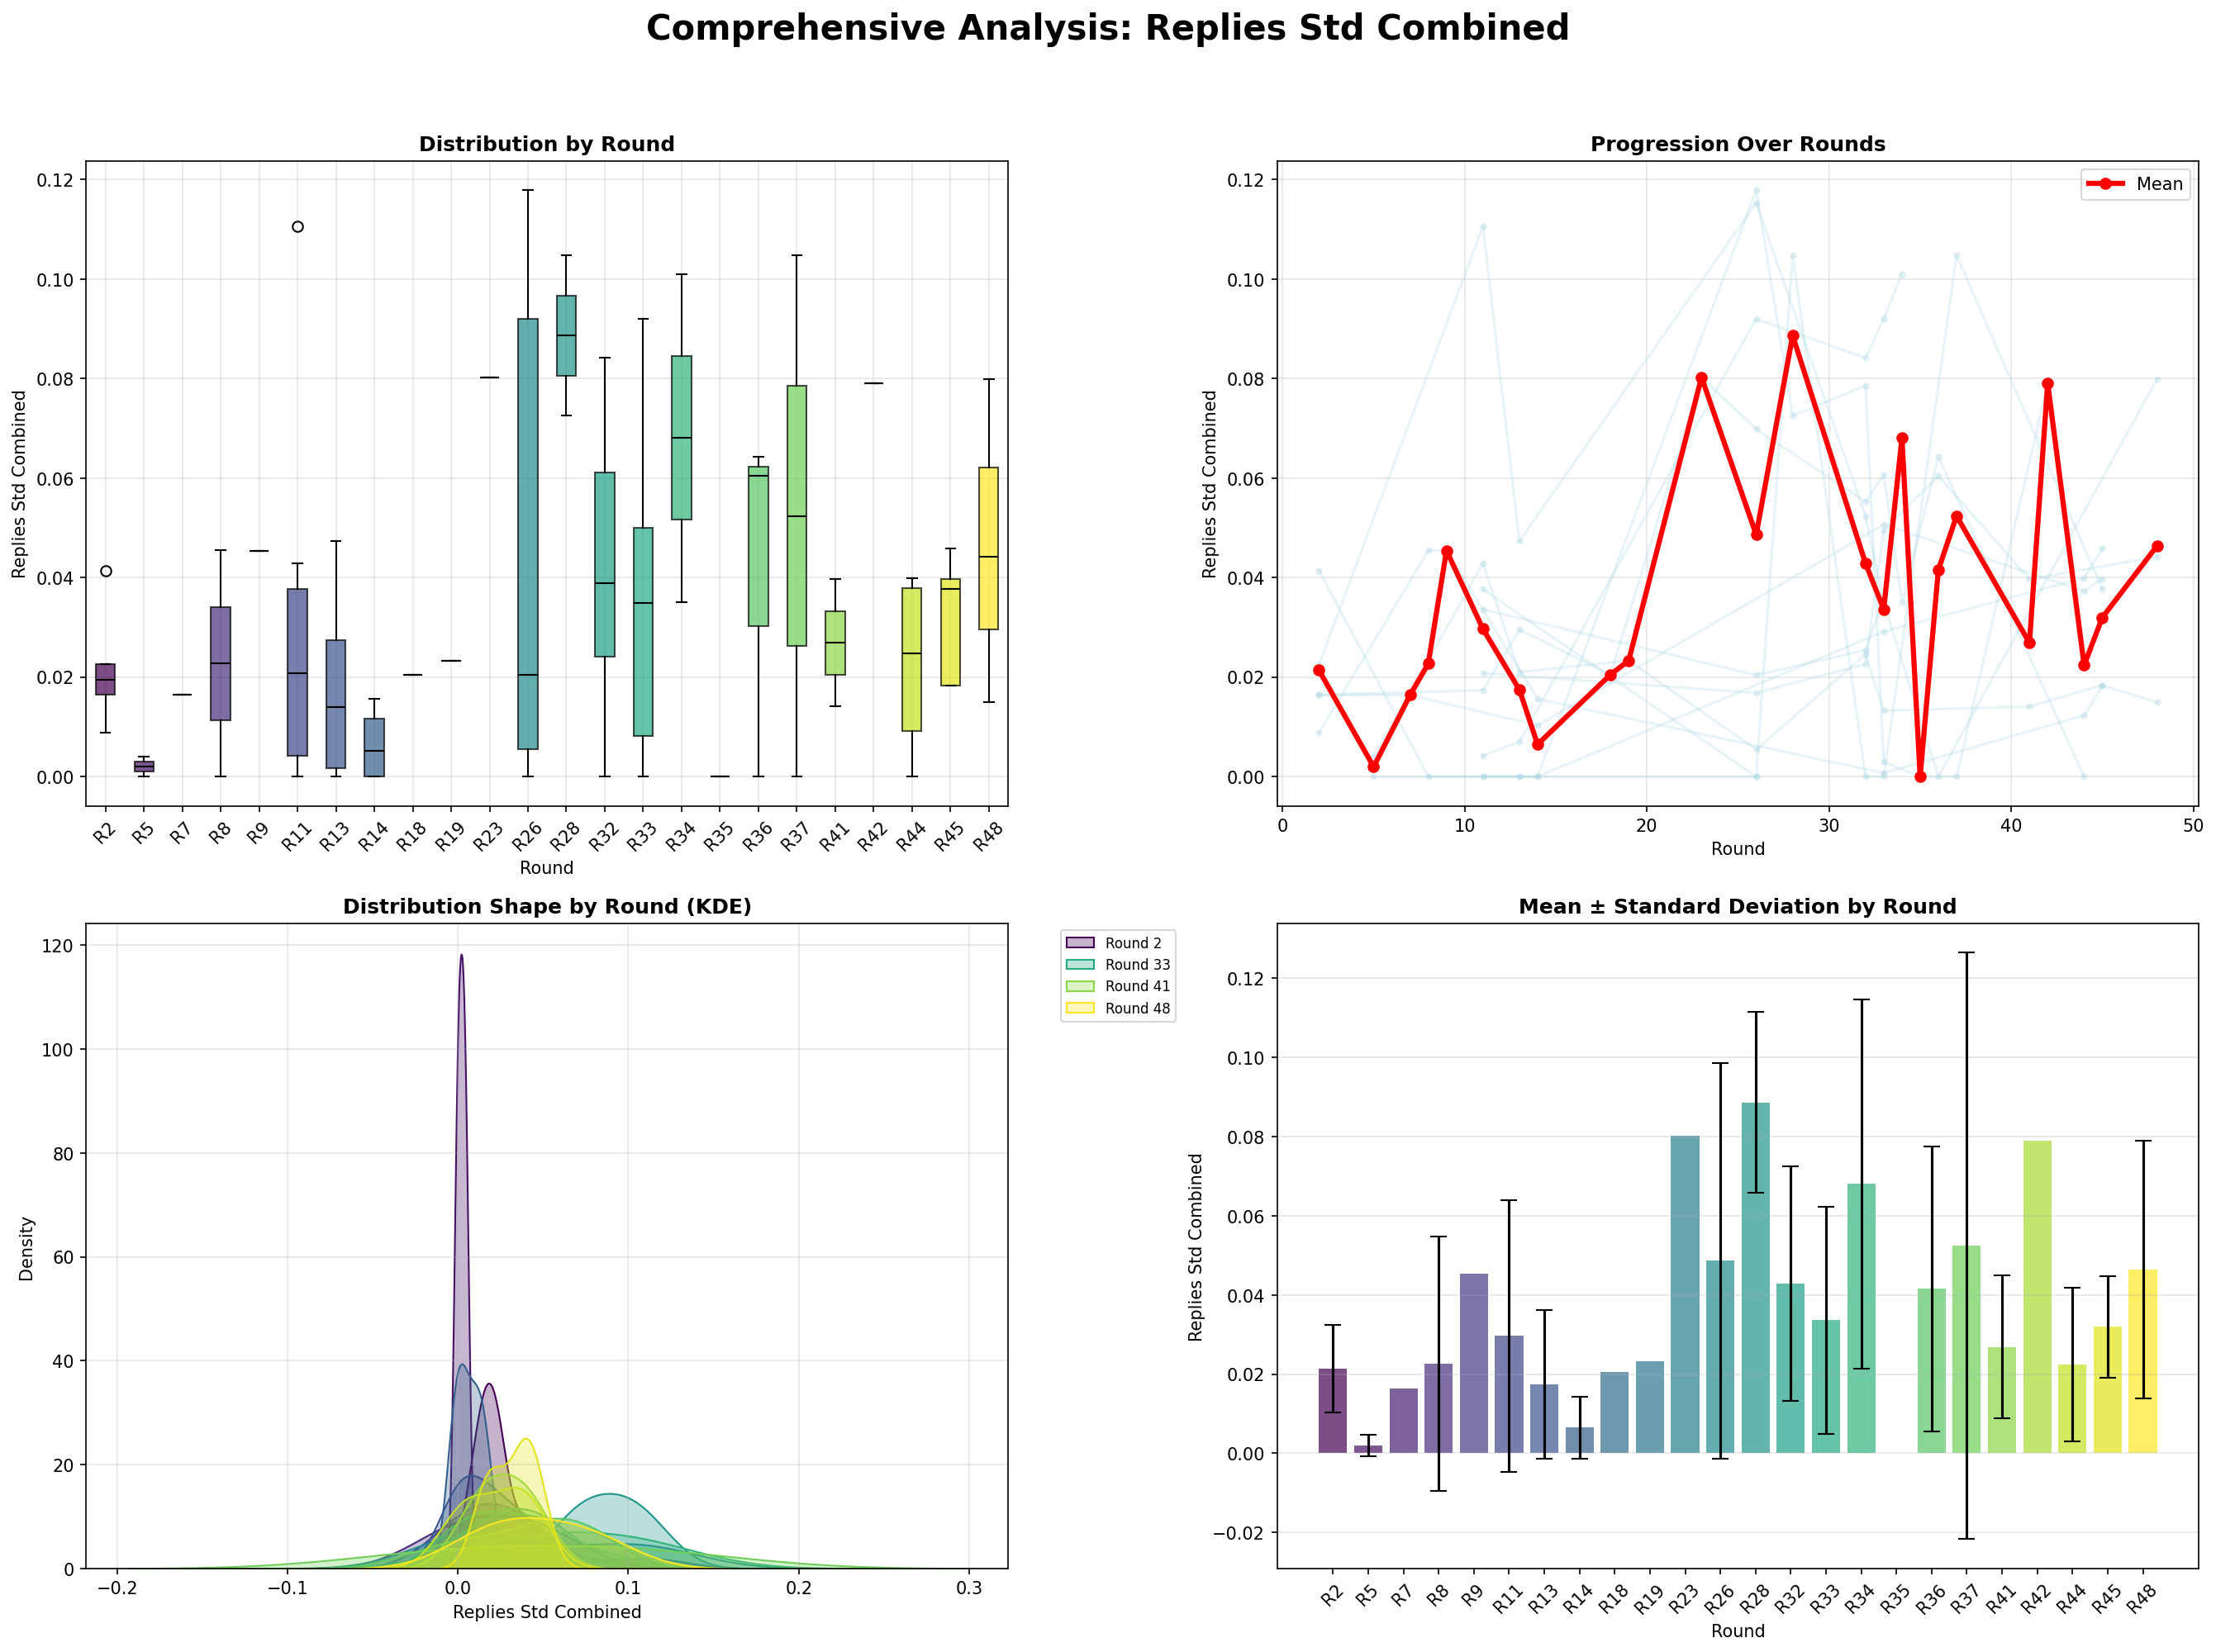 Comprehensive Analysis: Replies Std Combined
Distribution by Round
Replies Std Combined
0.12
0.10
0.08
0.06
0.04
0.02
0.00
R2 R5 R7 R8 R9 R11 R13 R14 R18 R19 R23 R26 R28 R32 R33 R34 R35 R36 R37 R41 R42 R44 R45 R48
Round
Progression Over Rounds
Mean
Replies Std Combined
0.12
0.10
0.08
0.06
0.04
0.02
0.00
0 10 20 30 40 50
Round
Distribution Shape by Round (KDE)
Density
120
100
80
60
40
20
0
−0.2 −0.1 0.0 0.1 0.2 0.3
Replies Std Combined
Round 2
Round 33
Round 41
Round 48
Mean ± Standard Deviation by Round
Replies Std Combined
0.12
0.10
0.08
0.06
0.04
0.02
0.00
−0.02
R2 R5 R7 R8 R9 R11 R13 R14 R18 R19 R23 R26 R28 R32 R33 R34 R35 R36 R37 R41 R42 R44 R45 R48
Round